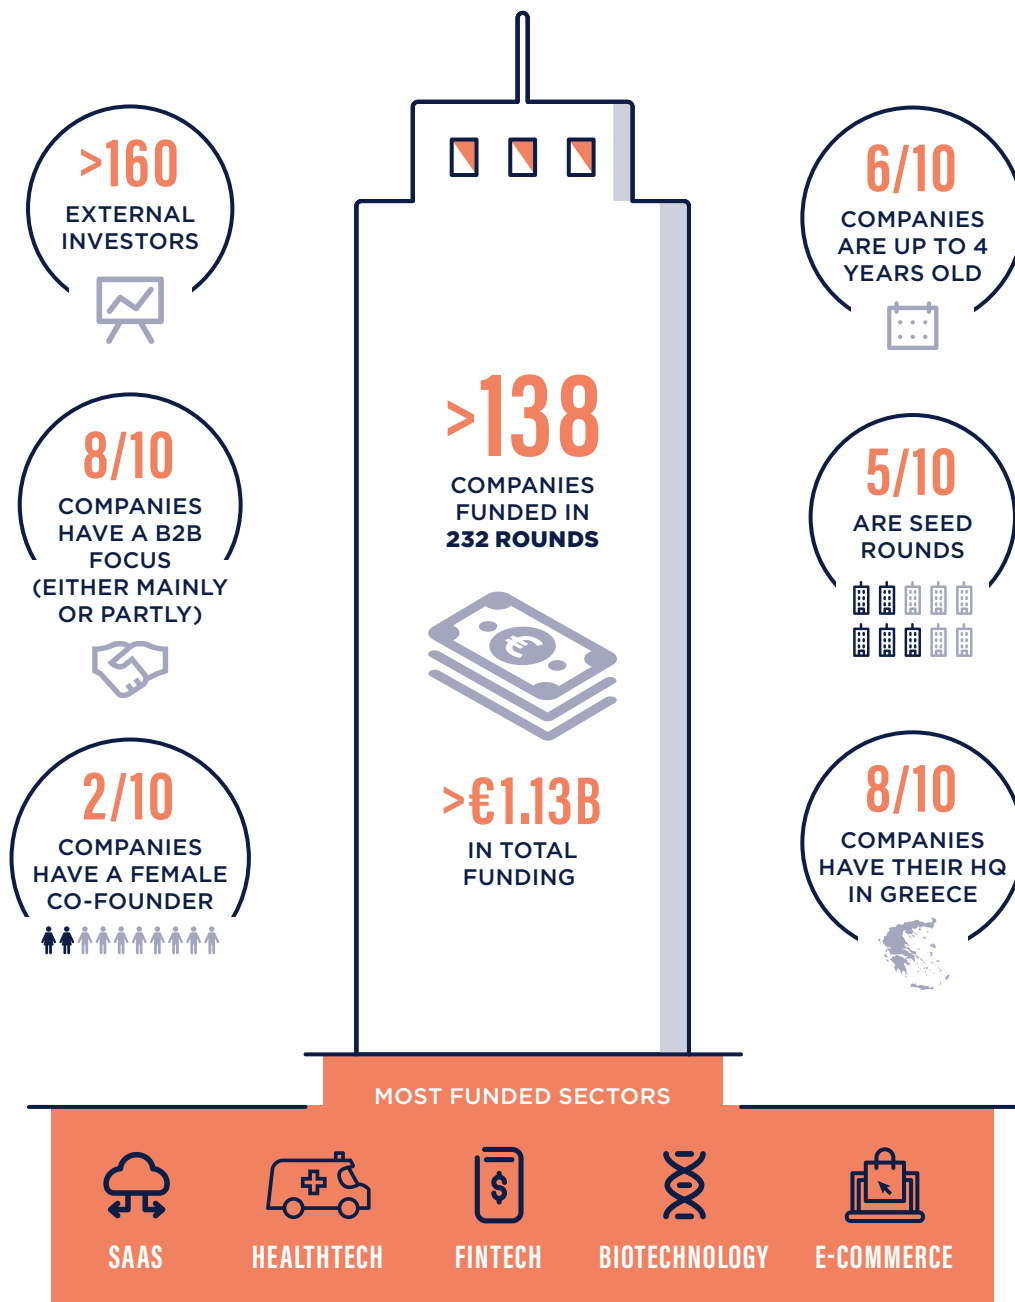 >160
EXTERNAL
INVESTORS
8/10
COMPANIES
HAVE A B2B
FOCUS
(EITHER MAINLY
OR PARTLY)
2/10
COMPANIES
HAVE A FEMALE
CO-FOUNDER
>138
COMPANIES
FUNDED IN
232 ROUNDS
€
>€1.13B
IN TOTAL
FUNDING
6/10
COMPANIES
ARE UP TO 4
YEARS OLD
5/10
ARE SEED
ROUNDS
8/10
COMPANIES
HAVE THEIR HQ
IN GREECE
MOST FUNDED SECTORS
$
SAAS
HEALTHTECH
FINTECH
BIOTECHNOLOGY
E-COMMERCE